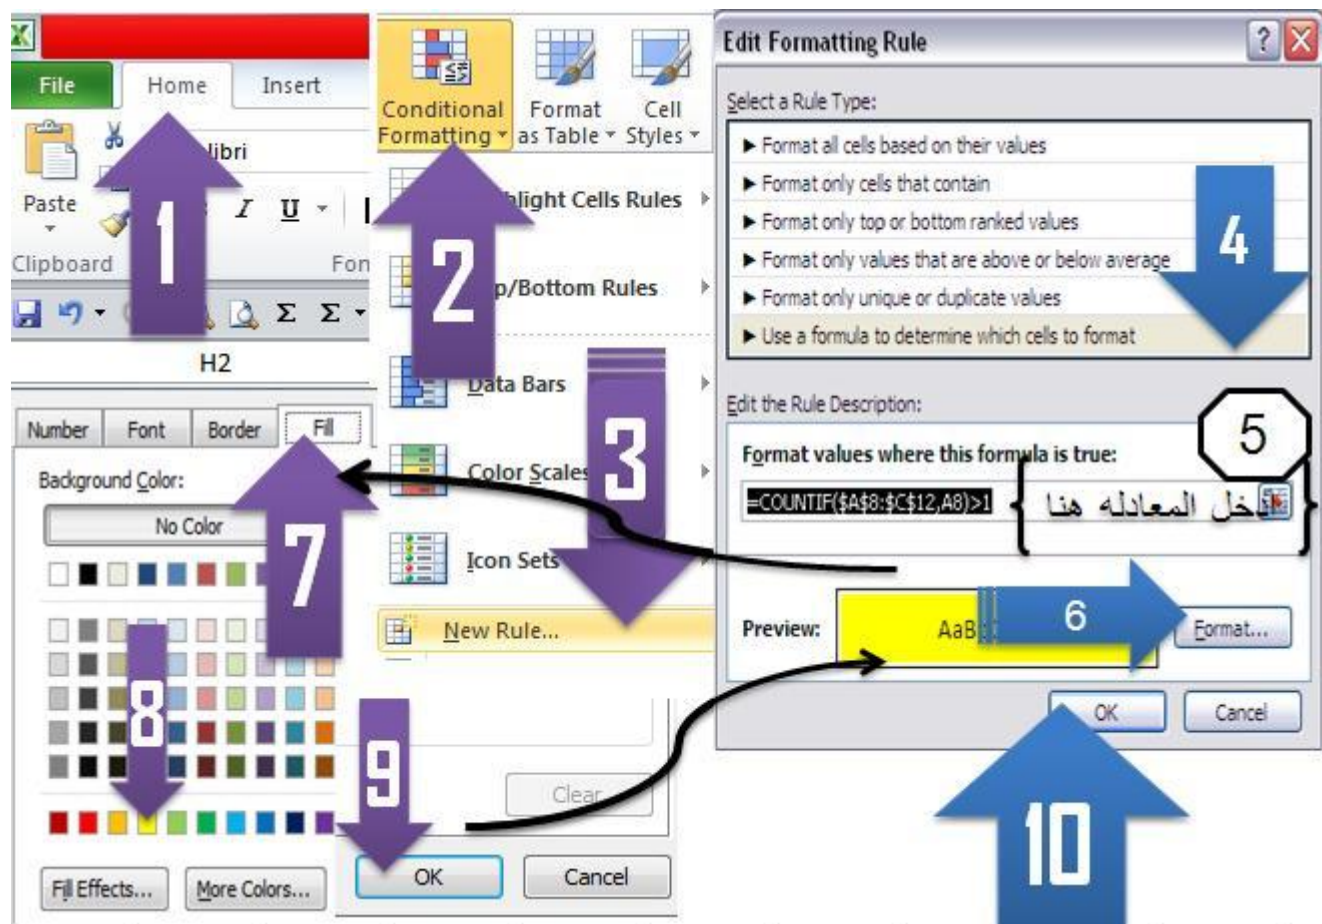 File Home Insert
Paste
I U
Clipboard
H2
1
Conditional Formatting
Format as Table
Cell Styles
2
Cells Rules
/Bottom Rules
Data Bars
Color Scales
Icon Sets
New Rule...
3
Edit Formatting Rule
Select a Rule Type:
► Format all cells based on their values
► Format only cells that contain
► Format only top or bottom ranked values
► Format only values that are above or below average
► Format only unique or duplicate values
► Use a formula to determine which cells to format
4
Edit the Rule Description:
5
Format values where this formula is true:
=COUNTIF($A$8:$C$12,A8)>1
المعادله هنا
Preview:
6
Format...
OK Cancel
10
Number Font Border Fill
Background Color:
No Color
7
8
Fill Effects... More Colors...
Clear
9
OK Cancel